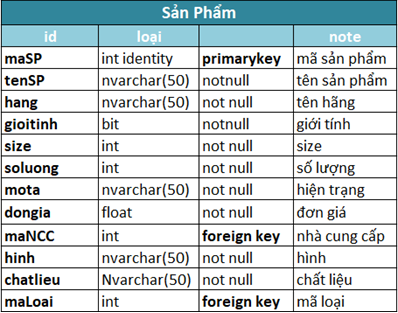 Sản Phẩm
id loại note
maSP int identity primarykey mã sản phẩm
tenSP nvarchar(50) notnull tên sản phẩm
hang nvarchar(50) not null tên hãng
gioitinh bit notnull giới tính
size int not null size
soluong int not null số lượng
mota nvarchar(50) not null hiện trạng
dongia float not null đơn giá
maNCC int foreign key nhà cung cấp
hinh nvarchar(50) not null hình
chatlieu Nvarchar(50) not null chất liệu
maLoai int foreign key mã loại